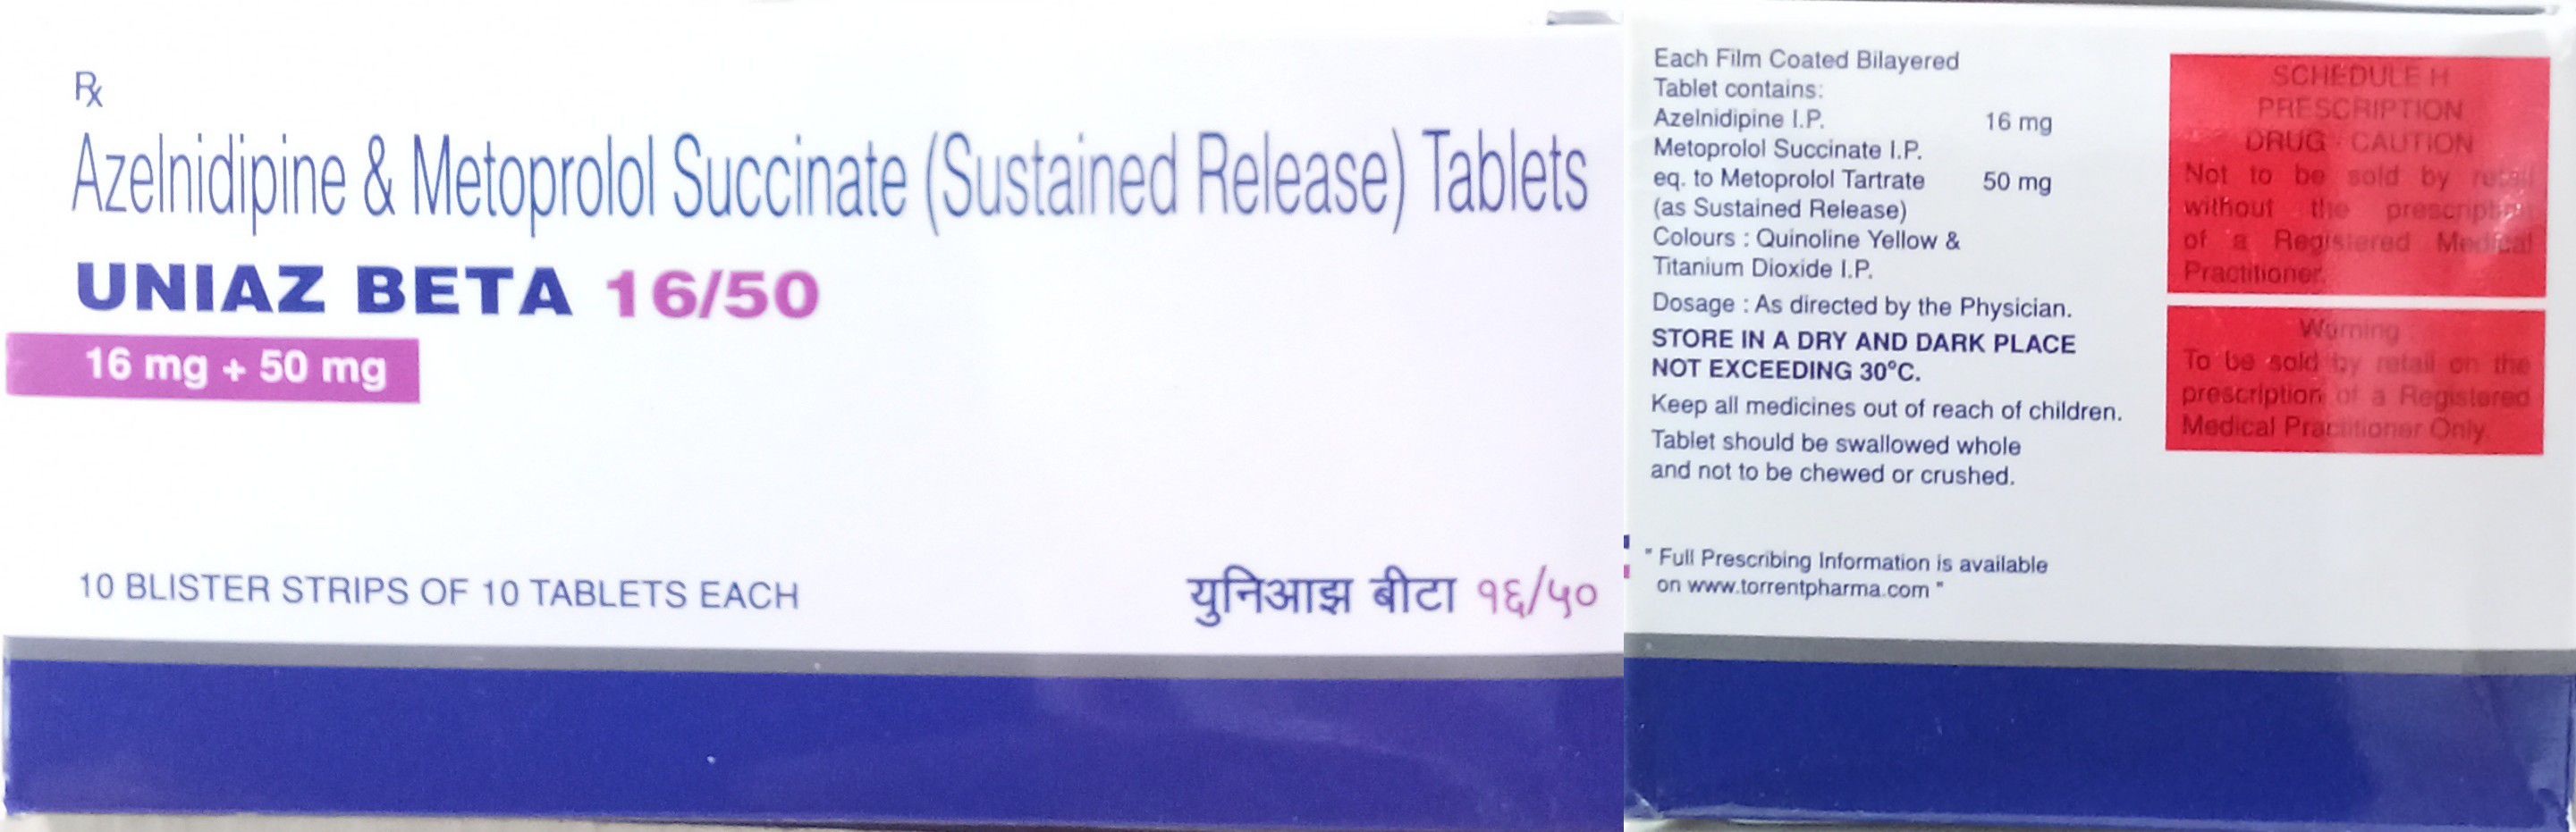 Rx
Azelnidipine & Metoprolol Succinate (Sustained Release) Tablets
UNIAZ BETA 16/50
16 mg + 50 mg
10 BLISTER STRIPS OF 10 TABLETS EACH
युनिआझ बीटा १६/५०
Each Film Coated Bilayered
Tablet contains:
Azelnidipine I.P. 16 mg
Metoprolol Succinate I.P.
eq. to Metoprolol Tartrate 50 mg
(as Sustained Release)
Colours : Quinoline Yellow &
Titanium Dioxide I.P.
Dosage : As directed by the Physician.
STORE IN A DRY AND DARK PLACE
NOT EXCEEDING 30°C.
Keep all medicines out of reach of children.
Tablet should be swallowed whole
and not to be chewed or crushed.
" Full Prescribing Information is available
on www.torrentpharma.com "
SCHEDULE H
PRESCRIPTION
DRUG - CAUTION
Not to be sold by retail
without the prescription
of a Registered Medical
Practitioner.
Warning
To be sold by retail on the
prescription of a Registered
Medical Practitioner Only.